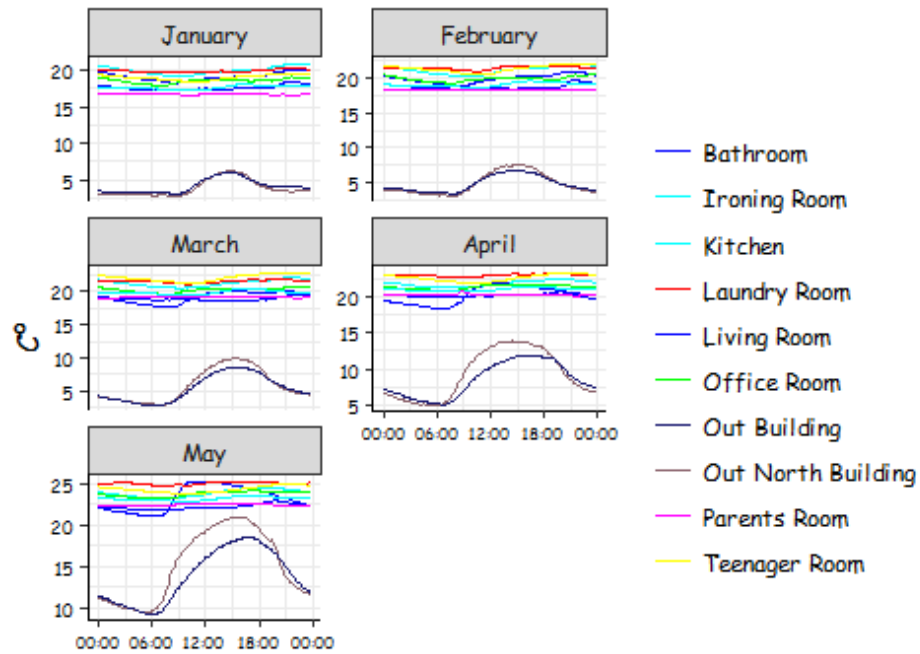 January
February
20
15
10
5
20
15
10
5
March
April
20
15
10
5
20
15
10
5
00:00 06:00 12:00 18:00 00:00
May
25
20
15
10
00:00 06:00 12:00 18:00 00:00
C°
Bathroom
Ironing Room
Kitchen
Laundry Room
Living Room
Office Room
Out Building
Out North Building
Parents Room
Teenager Room